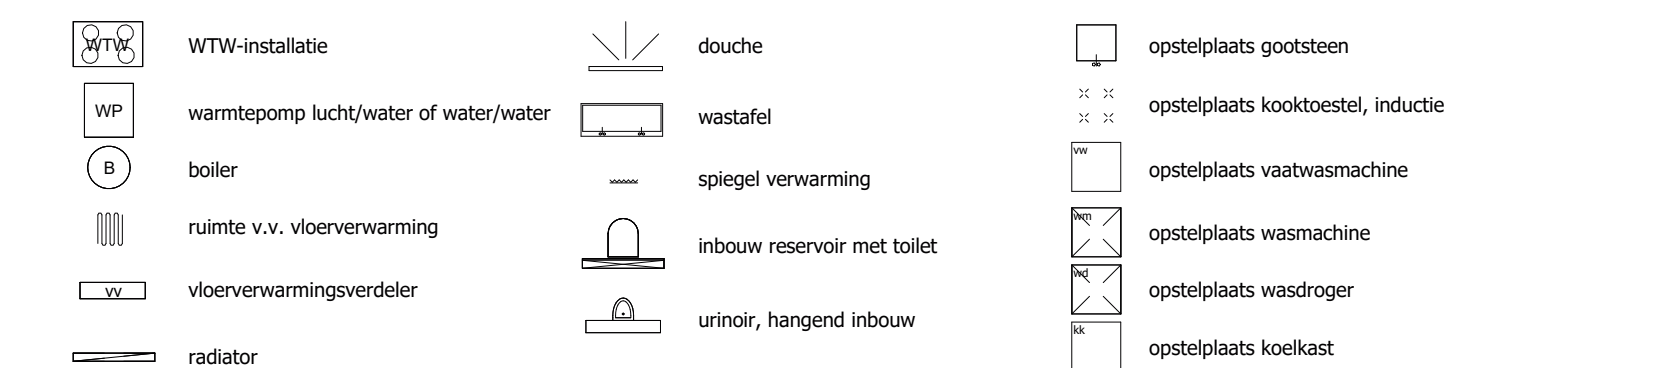 WTW WTW-installatie
WP warmtepomp lucht/water of water/water
B boiler
ruimte v.v. vloerverwarming
vv vloerverwarmingsverdeler
radiator
douche
wastafel
spiegel verwarming
inbouw reservoir met toilet
urinoir, hangend inbouw
opstelplaats gootsteen
opstelplaats kooktoestel, inductie
vw opstelplaats vaatwasmachine
wm opstelplaats wasmachine
wd opstelplaats wasdroger
kk opstelplaats koelkast